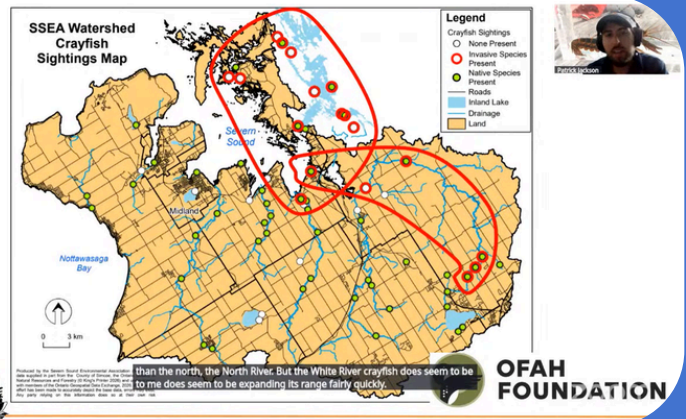 SSEA Watershed
Crayfish
Sightings Map
Legend
Crayfish Sightings
None Present
Invasive Species
Present
Native Species
Present
Roads
Inland Lake
Drainage
Land
Patrick Jackson
Severn
Sound
Midland
Nottawasaga
Bay
0 3 km
than the north, the North River. But the White River crayfish does seem to be
to me does seem to be expanding its range fairly quickly.
OFAH
FOUNDATION